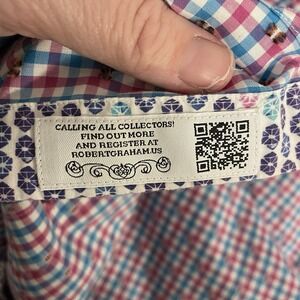 CALLING ALL COLLECTORS!
FIND OUT MORE
AND REGISTER AT
ROBERTGRAHAM.US